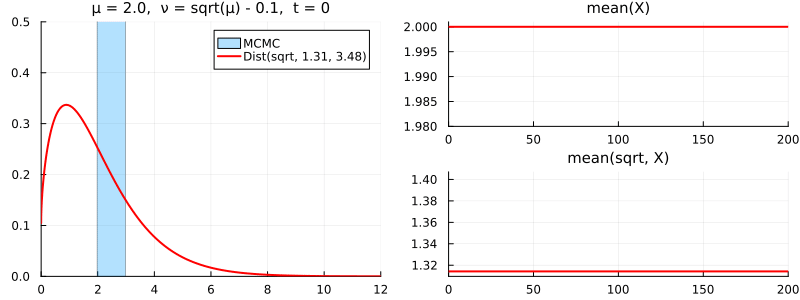 μ = 2.0, ν = sqrt(μ) - 0.1, t = 0
0.5
0.4
0.3
0.2
0.1
0.0
0 2 4 6 8 10 12
MCMC
Dist(sqrt, 1.31, 3.48)
mean(X)
2.000
1.995
1.990
1.985
1.980
0 50 100 150 200
mean(sqrt, X)
1.40
1.38
1.36
1.34
1.32
0 50 100 150 200